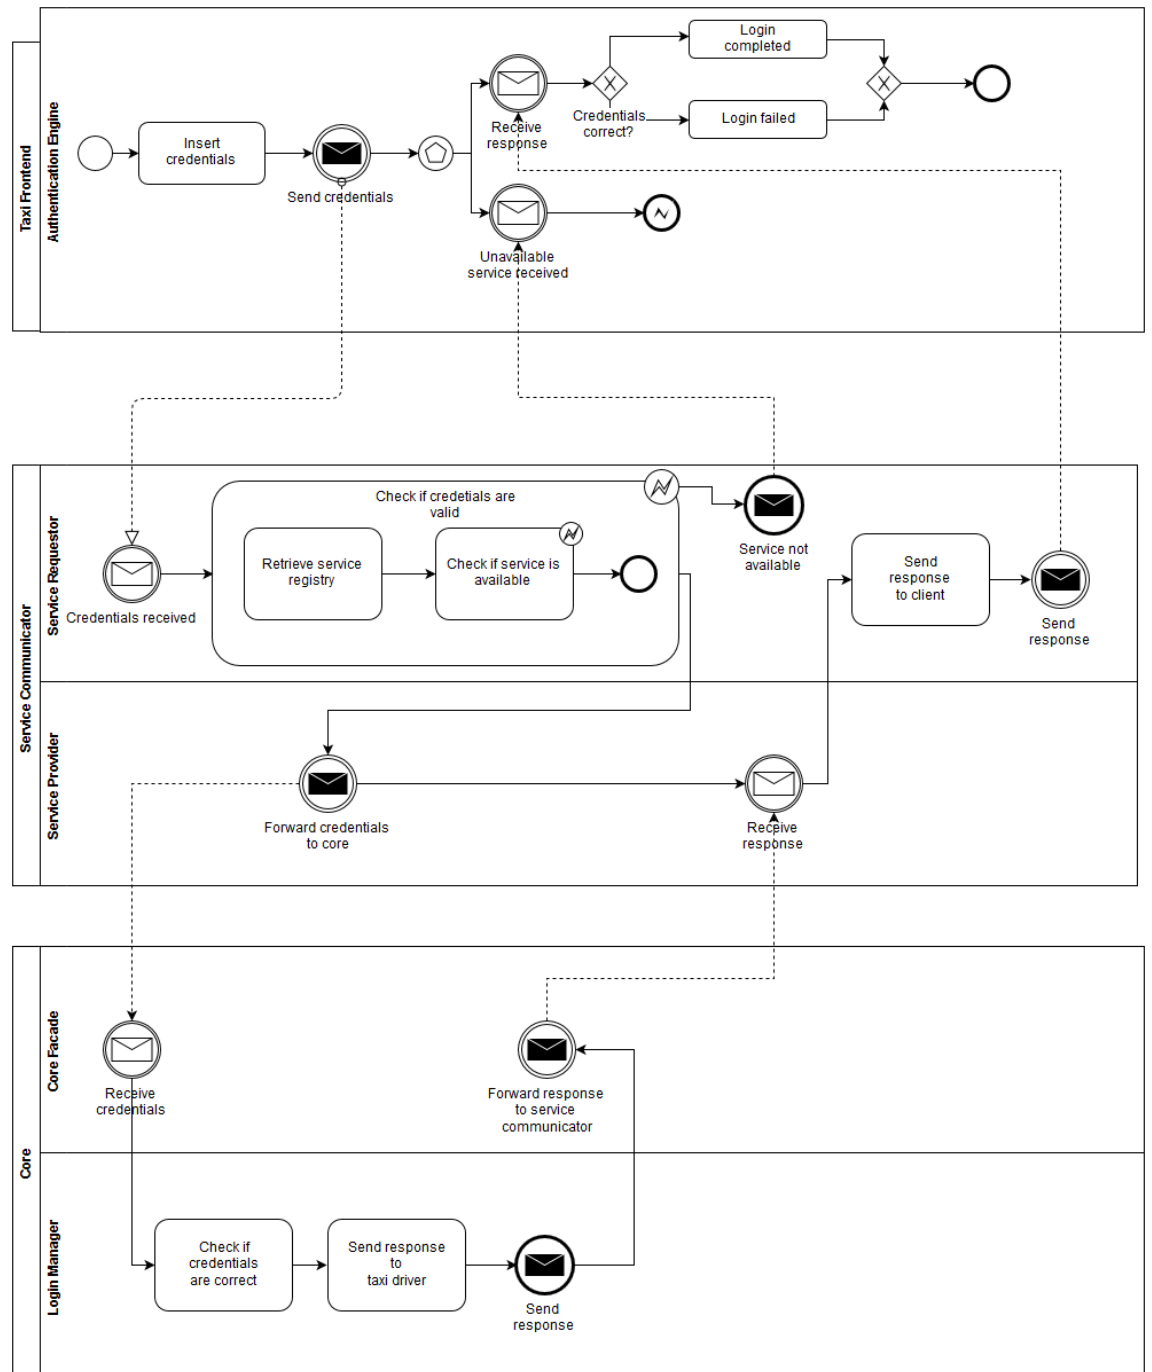 Taxi Frontend
Authentication Engine
Insert
credentials
Send credentials
Receive
response
Unavailable
service received
Credentials
correct?
Login
completed
Login failed
Service Communicator
Service Requestor
Credentials received
Check if credetials are
valid
Retrieve service
registry
Check if service is
available
Service not
available
Send
response
to client
Send
response
Service Provider
Forward credentials
to core
Receive
response
Core
Core Facade
Receive
credentials
Forward response
to service
communicator
Login Manager
Check if
credentials
are correct
Send response
to
taxi driver
Send
response